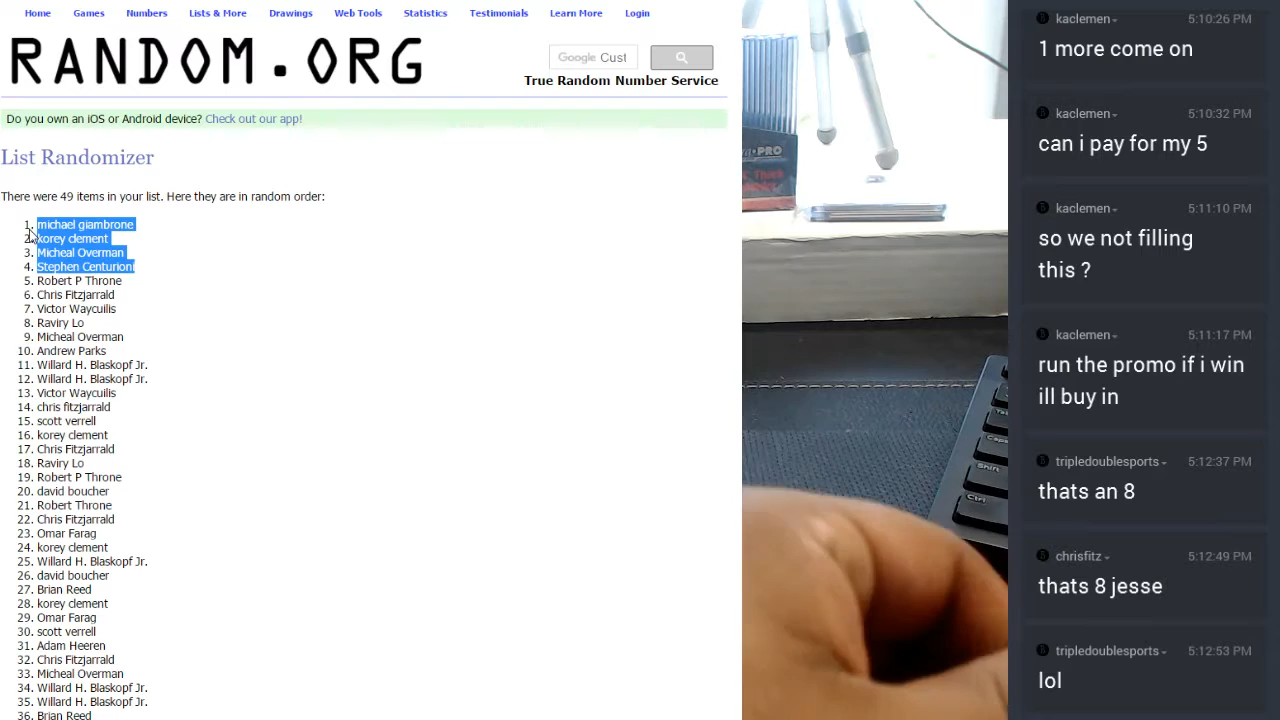 Home Games Numbers Lists & More Drawings Web Tools Statistics Testimonials Learn More Login
RANDOM.ORG
Google Cust
True Random Number Service
Do you own an iOS or Android device? Check out our app!
List Randomizer
There were 49 items in your list. Here they are in random order:
1. michael giambrone
2. korey clement
3. Micheal Overman
4. Stephen Centurioni
5. Robert P Throne
6. Chris Fitzjarrald
7. Victor Waycuilis
8. Raviry Lo
9. Micheal Overman
10. Andrew Parks
11. Willard H. Blaskopf Jr.
12. Willard H. Blaskopf Jr.
13. Victor Waycuilis
14. chris fitzjarrald
15. scott verrell
16. korey clement
17. Chris Fitzjarrald
18. Raviry Lo
19. Robert P Throne
20. david boucher
21. Robert Throne
22. Chris Fitzjarrald
23. Omar Farag
24. korey clement
25. Willard H. Blaskopf Jr.
26. david boucher
27. Brian Reed
28. korey clement
29. Omar Farag
30. scott verrell
31. Adam Heeren
32. Chris Fitzjarrald
33. Micheal Overman
34. Willard H. Blaskopf Jr.
35. Willard H. Blaskopf Jr.
36. Brian Reed
PRO
Caps
Shift
Ctrl
kaclemen 5:10:26 PM
1 more come on
kaclemen 5:10:32 PM
can i pay for my 5
kaclemen 5:11:10 PM
so we not filling
this ?
kaclemen 5:11:17 PM
run the promo if i win
ill buy in
tripledoublesports 5:12:37 PM
thats an 8
chrisfitz 5:12:49 PM
thats 8 jesse
tripledoublesports 5:12:53 PM
lol